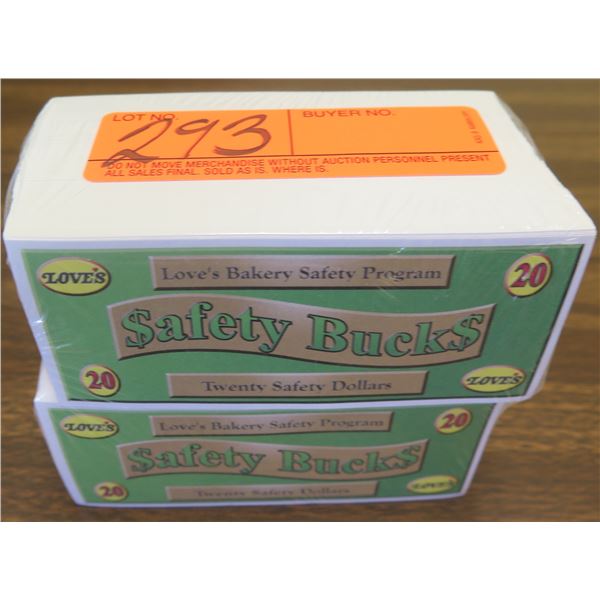 LOT NO.
BUYER NO.
293
DO NOT MOVE MERCHANDISE WITHOUT AUCTION PERSONNEL PRESENT
ALL SALES FINAL. SOLD AS IS. WHERE IS.
LOVE'S
Love's Bakery Safety Program
20
$afety Buck$
20
Twenty Safety Dollars
LOVE'S
LOVE'S
Love's Bakery Safety Program
20
$afety Buck$
20
Twenty Safety Dollars
LOVE'S